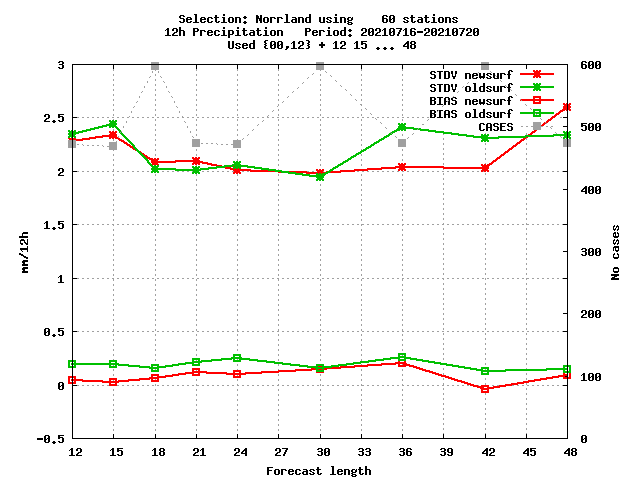 Selection: Norrland using    60 stations
12h Precipitation   Period: 20210716-20210720
Used {00,12} + 12 15 ... 48
STDV newsurf
STDV oldsurf
BIAS newsurf
BIAS oldsurf
CASES
3
2.5
2
1.5
1
0.5
0
-0.5
mm/12h
600
500
400
300
200
100
0
No cases
12 15 18 21 24 27 30 33 36 39 42 45 48
Forecast length